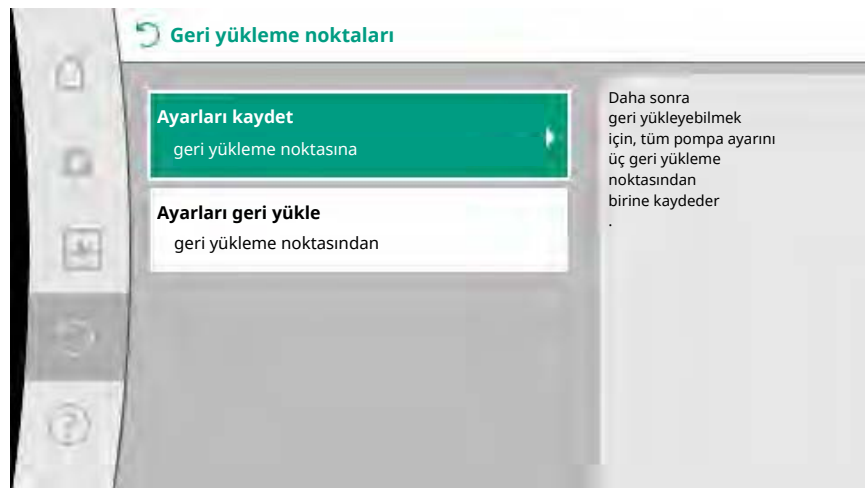 Geri yükleme noktaları
Ayarları kaydet
geri yükleme noktasına
Ayarları geri yükle
geri yükleme noktasından
Daha sonra
geri yükleyebilmek
için, tüm pompa ayarını
üç geri yükleme
noktasından
birine kaydeder
.